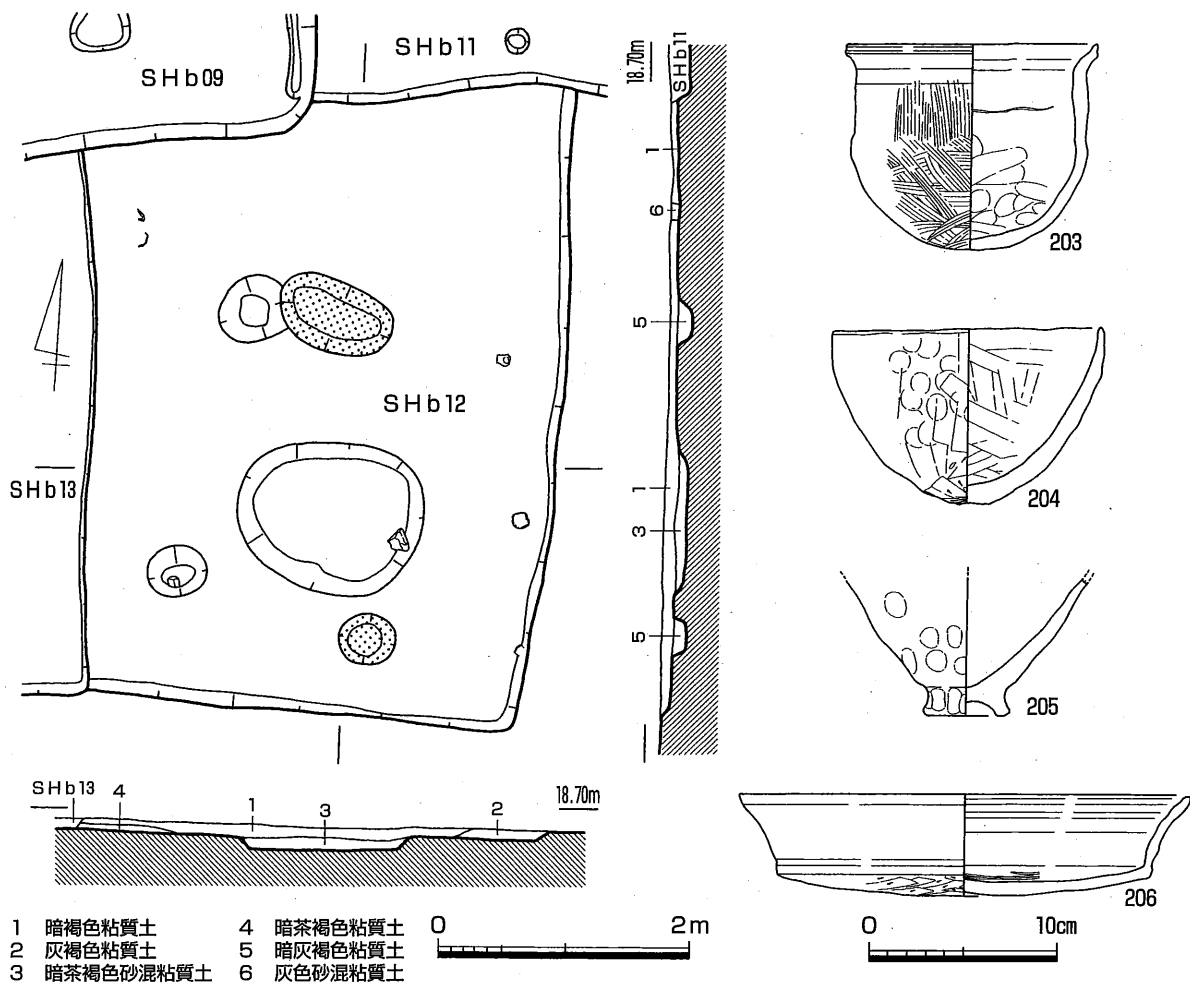 SHb09
SHb11
18.70m
SHb11
1
6
5
1
3
5
203
SHb12
SHb13
204
205
SHb13 4 1 3 2 18.70m
206
1 暗褐色粘質土
2 灰褐色粘質土
3 暗茶褐色砂混粘質土
4 暗茶褐色粘質土
5 暗灰褐色粘質土
6 灰色砂混粘質土
0 2m
0 10cm